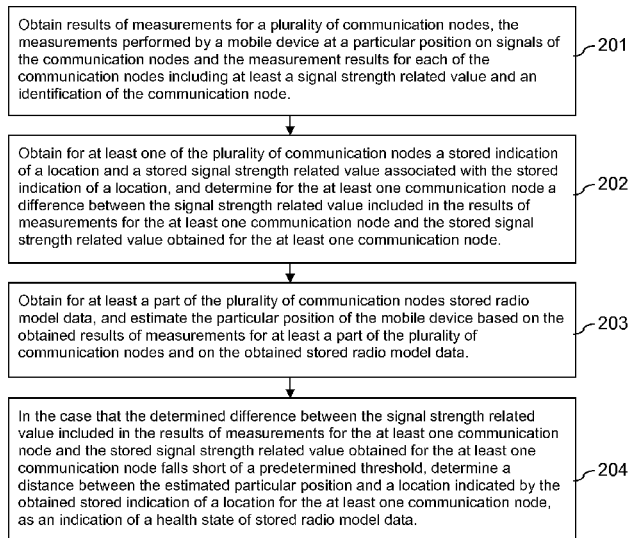 Obtain results of measurements for a plurality of communication nodes, the
measurements performed by a mobile device at a particular position on signals of
the communication nodes and the measurement results for each of the
communication nodes including at least a signal strength related value and an
identification of the communication node.
201
Obtain for at least one of the plurality of communication nodes a stored indication
of a location and a stored signal strength related value associated with the stored
indication of a location, and determine for the at least one communication node a
difference between the signal strength related value included in the results of
measurements for the at least one communication node and the stored signal
strength related value obtained for the at least one communication node.
202
Obtain for at least a part of the plurality of communication nodes stored radio
model data, and estimate the particular position of the mobile device based on the
obtained results of measurements for at least a part of the plurality of
communication nodes and on the obtained stored radio model data.
203
In the case that the determined difference between the signal strength related
value included in the results of measurements for the at least one communication
node and the stored signal strength related value obtained for the at least one
communication node falls short of a predetermined threshold, determine a
distance between the estimated particular position and a location indicated by the
obtained stored indication of a location for the at least one communication node,
as an indication of a health state of stored radio model data.
204